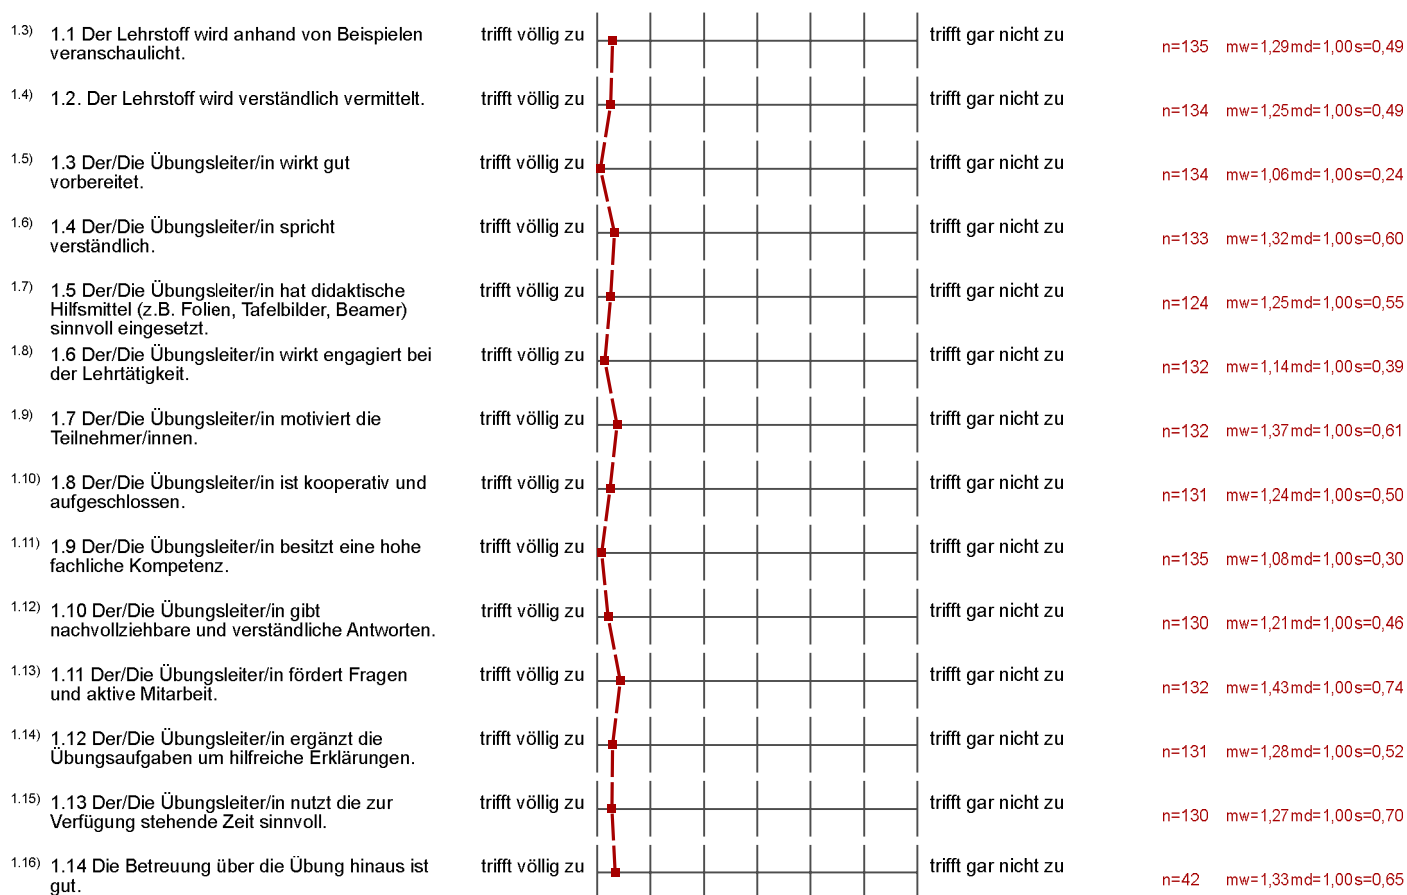 1.3) 1.1 Der Lehrstoff wird anhand von Beispielen trifft völlig zu trifft gar nicht zu
veranschaulicht. n=135 mw=1,29 md=1,00 s=0,49
1.4) 1.2. Der Lehrstoff wird verständlich vermittelt. trifft völlig zu trifft gar nicht zu
n=134 mw=1,25 md=1,00 s=0,49
1.5) 1.3 Der/Die Übungsleiter/in wirkt gut trifft völlig zu trifft gar nicht zu
vorbereitet. n=134 mw=1,06 md=1,00 s=0,24
1.6) 1.4 Der/Die Übungsleiter/in spricht trifft völlig zu trifft gar nicht zu
verständlich. n=133 mw=1,32 md=1,00 s=0,60
1.7) 1.5 Der/Die Übungsleiter/in hat didaktische trifft völlig zu trifft gar nicht zu
Hilfsmittel (z.B. Folien, Tafelbilder, Beamer) n=124 mw=1,25 md=1,00 s=0,55
sinnvoll eingesetzt.
1.8) 1.6 Der/Die Übungsleiter/in wirkt engagiert bei trifft völlig zu trifft gar nicht zu
der Lehrtätigkeit. n=132 mw=1,14 md=1,00 s=0,39
1.9) 1.7 Der/Die Übungsleiter/in motiviert die trifft völlig zu trifft gar nicht zu
Teilnehmer/innen. n=132 mw=1,37 md=1,00 s=0,61
1.10) 1.8 Der/Die Übungsleiter/in ist kooperativ und trifft völlig zu trifft gar nicht zu
aufgeschlossen. n=131 mw=1,24 md=1,00 s=0,50
1.11) 1.9 Der/Die Übungsleiter/in besitzt eine hohe trifft völlig zu trifft gar nicht zu
fachliche Kompetenz. n=135 mw=1,08 md=1,00 s=0,30
1.12) 1.10 Der/Die Übungsleiter/in gibt trifft völlig zu trifft gar nicht zu
nachvollziehbare und verständliche Antworten. n=130 mw=1,21 md=1,00 s=0,46
1.13) 1.11 Der/Die Übungsleiter/in fördert Fragen trifft völlig zu trifft gar nicht zu
und aktive Mitarbeit. n=132 mw=1,43 md=1,00 s=0,74
1.14) 1.12 Der/Die Übungsleiter/in ergänzt die trifft völlig zu trifft gar nicht zu
Übungsaufgaben um hilfreiche Erklärungen. n=131 mw=1,28 md=1,00 s=0,52
1.15) 1.13 Der/Die Übungsleiter/in nutzt die zur trifft völlig zu trifft gar nicht zu
Verfügung stehende Zeit sinnvoll. n=130 mw=1,27 md=1,00 s=0,70
1.16) 1.14 Die Betreuung über die Übung hinaus ist trifft völlig zu trifft gar nicht zu
gut. n=42 mw=1,33 md=1,00 s=0,65